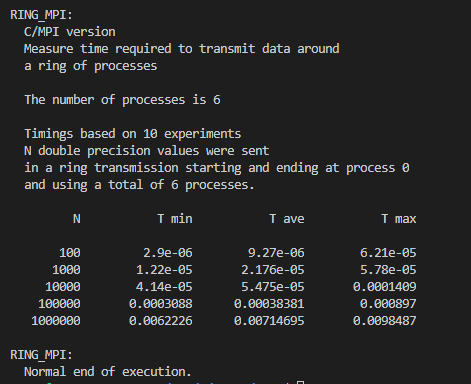 RING_MPI:
C/MPI version
Measure time required to transmit data around
a ring of processes
The number of processes is 6
Timings based on 10 experiments
N double precision values were sent
in a ring transmission starting and ending at process 0
and using a total of 6 processes.
N T min T ave T max
100 2.9e-06 9.27e-06 6.21e-05
1000 1.22e-05 2.176e-05 5.78e-05
10000 4.14e-05 5.475e-05 0.0001409
100000 0.0003088 0.00038381 0.000897
1000000 0.0062226 0.00714695 0.0098487
RING_MPI:
Normal end of execution.